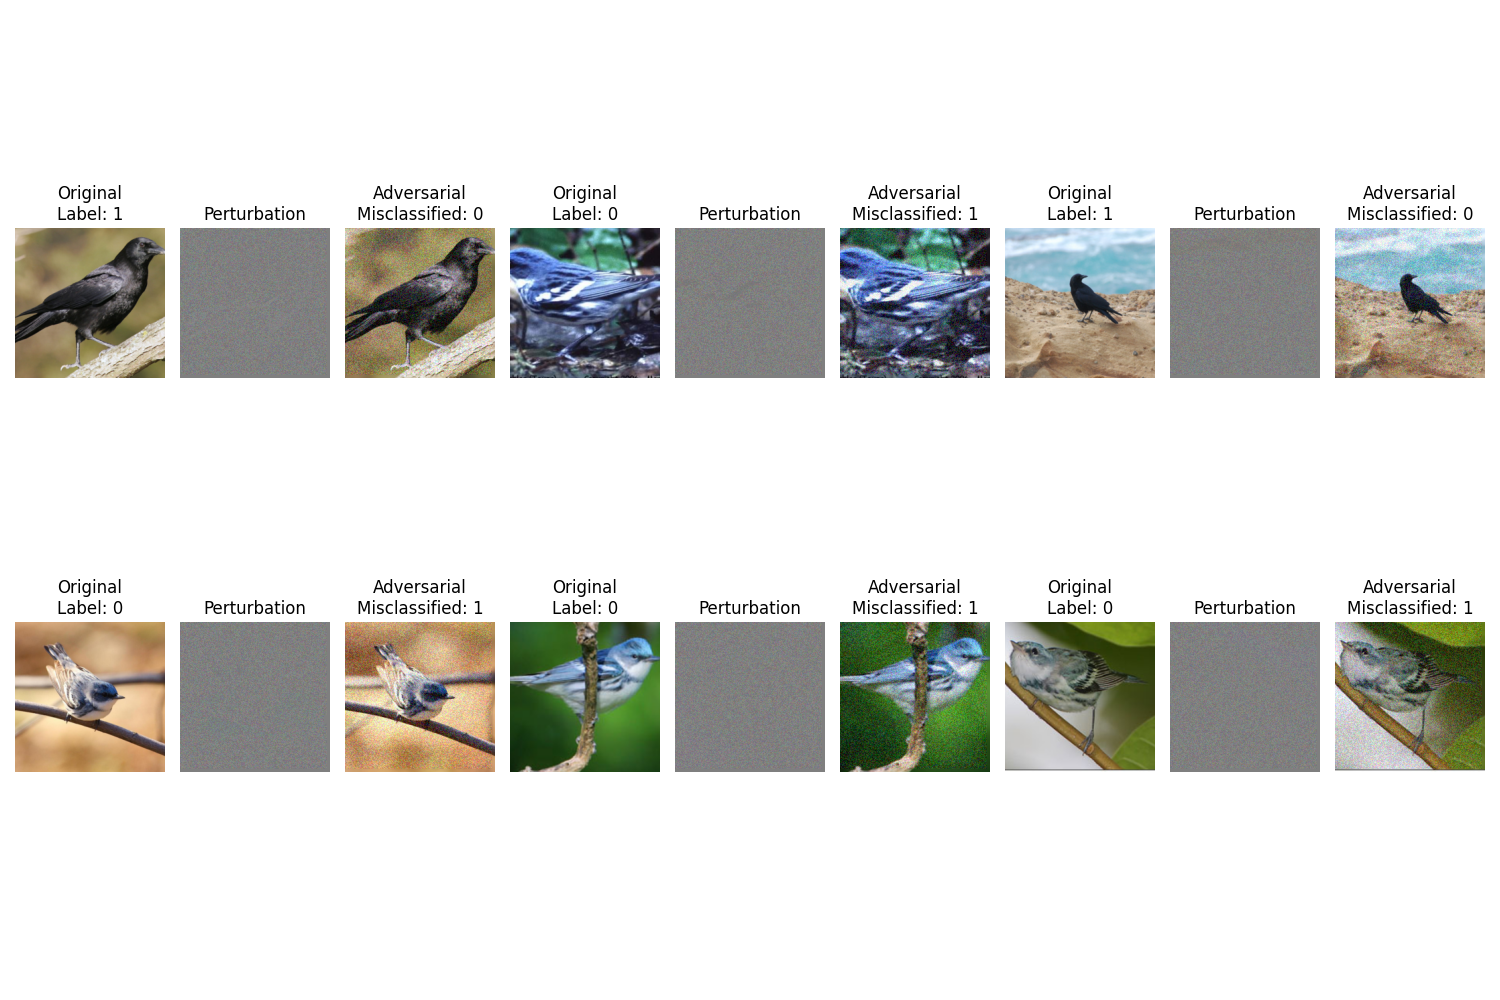 Original
Label: 1
Perturbation
Adversarial
Misclassified: 0
Original
Label: 0
Perturbation
Adversarial
Misclassified: 1
Original
Label: 1
Perturbation
Adversarial
Misclassified: 0
Original
Label: 0
Perturbation
Adversarial
Misclassified: 1
Original
Label: 0
Perturbation
Adversarial
Misclassified: 1
Original
Label: 0
Perturbation
Adversarial
Misclassified: 1